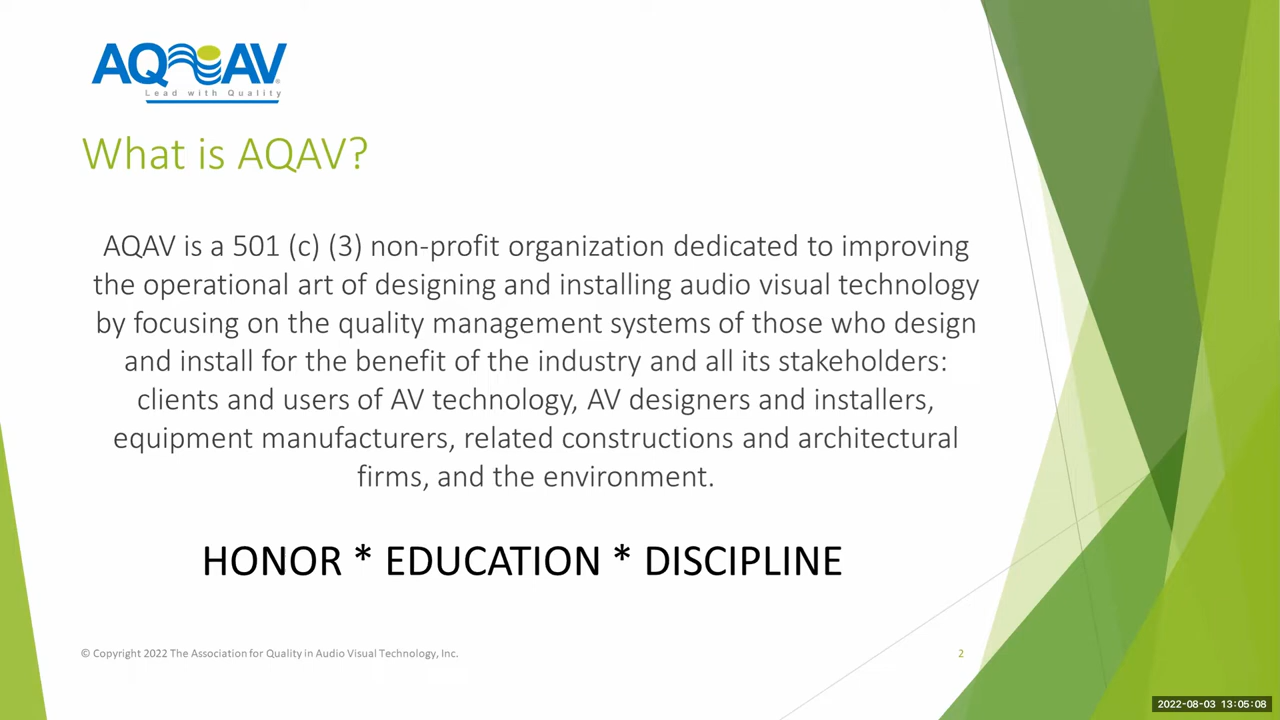 AQAV
Lead with Quality
What is AQAV?
AQAV is a 501 (c) (3) non-profit organization dedicated to improving
the operational art of designing and installing audio visual technology
by focusing on the quality management systems of those who design
and install for the benefit of the industry and all its stakeholders:
clients and users of AV technology, AV designers and installers,
equipment manufacturers, related constructions and architectural
firms, and the environment.
HONOR * EDUCATION * DISCIPLINE
© Copyright 2022 The Association for Quality in Audio Visual Technology, Inc.
2
2022-08-03 13:05:08